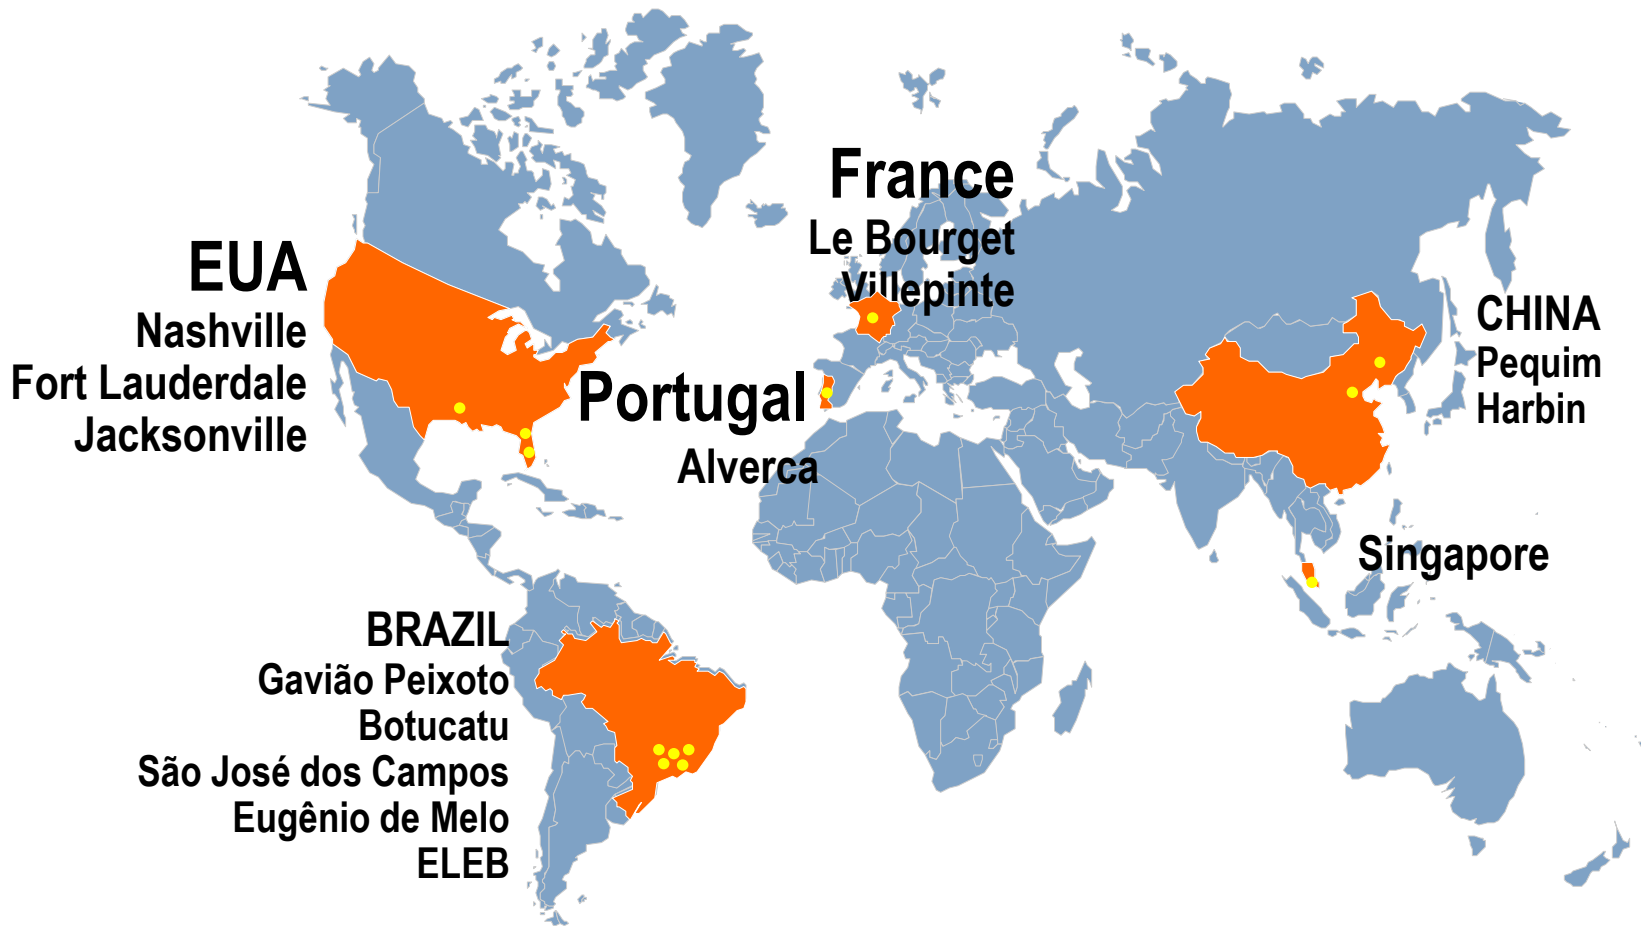 France
Le Bourget
Villepinte
EUA
Nashville
Fort Lauderdale
Jacksonville
Portugal
Alverca
CHINA
Pequim
Harbin
Singapore
BRAZIL
Gavião Peixoto
Botucatu
São José dos Campos
Eugênio de Melo
ELEB